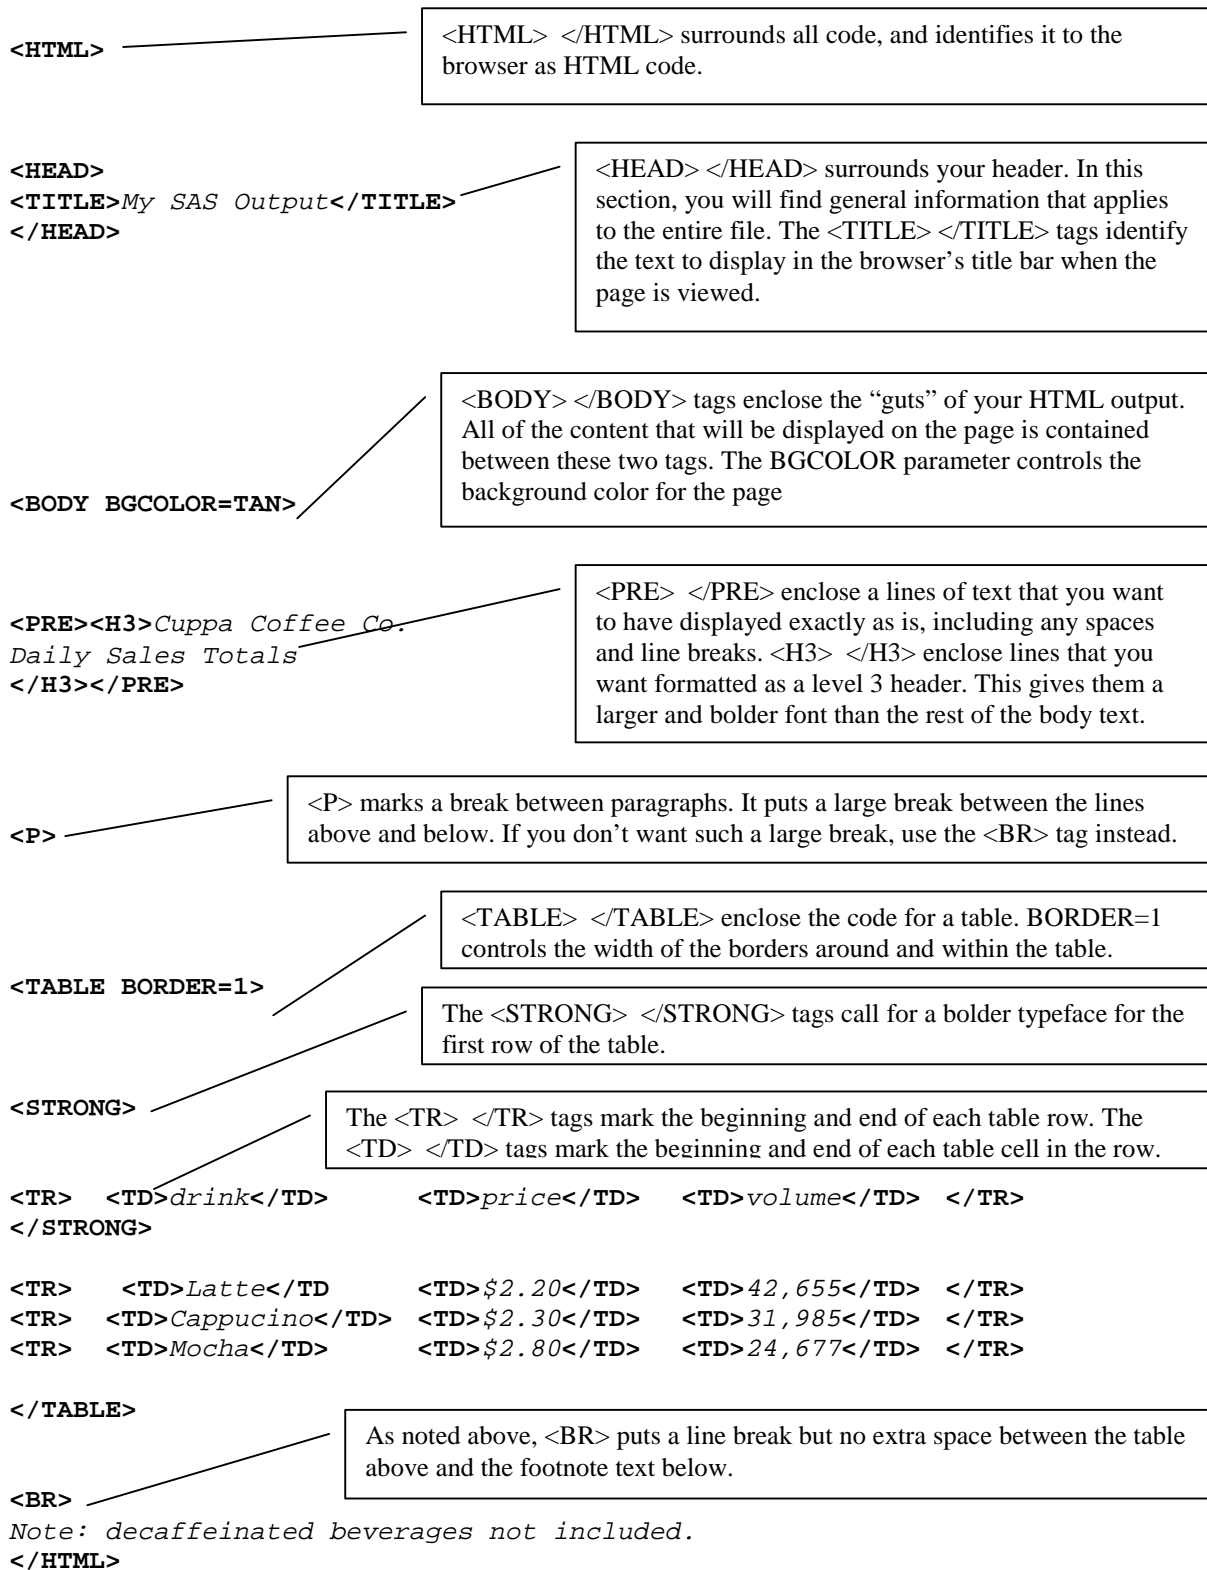 <HTML>
<HTML>  </HTML> surrounds all code, and identifies it to the
browser as HTML code.
<HEAD>
<TITLE>My SAS Output</TITLE>
</HEAD>
<HEAD> </HEAD> surrounds your header. In this
section, you will find general information that applies
to the entire file. The <TITLE> </TITLE> tags identify
the text to display in the browser’s title bar when the
page is viewed.
<BODY> </BODY> tags enclose the “guts” of your HTML output.
All of the content that will be displayed on the page is contained
between these two tags. The BGCOLOR parameter controls the
background color for the page
<BODY BGCOLOR=TAN>
<PRE><H3>Cuppa Coffee Co.
Daily Sales Totals
</H3></PRE>
<PRE>  </PRE> enclose a lines of text that you want
to have displayed exactly as is, including any spaces
and line breaks. <H3>  </H3> enclose lines that you
want formatted as a level 3 header. This gives them a
larger and bolder font than the rest of the body text.
<P>
<P> marks a break between paragraphs. It puts a large break between the lines
above and below. If you don’t want such a large break, use the <BR> tag instead.
<TABLE>  </TABLE> enclose the code for a table. BORDER=1
controls the width of the borders around and within the table.
<TABLE BORDER=1>
The <STRONG>  </STRONG> tags call for a bolder typeface for the
first row of the table.
<STRONG>
The <TR>  </TR> tags mark the beginning and end of each table row. The
<TD>  </TD> tags mark the beginning and end of each table cell in the row.
<TR>  <TD>drink</TD>  <TD>price</TD>  <TD>volume</TD>  </TR>
</STRONG>
<TR>  <TD>Latte</TD  <TD>$2.20</TD>  <TD>42,655</TD>  </TR>
<TR>  <TD>Cappucino</TD>  <TD>$2.30</TD>  <TD>31,985</TD>  </TR>
<TR>  <TD>Mocha</TD>  <TD>$2.80</TD>  <TD>24,677</TD>  </TR>
</TABLE>
As noted above, <BR> puts a line break but no extra space between the table
above and the footnote text below.
<BR>
Note: decaffeinated beverages not included.
</HTML>